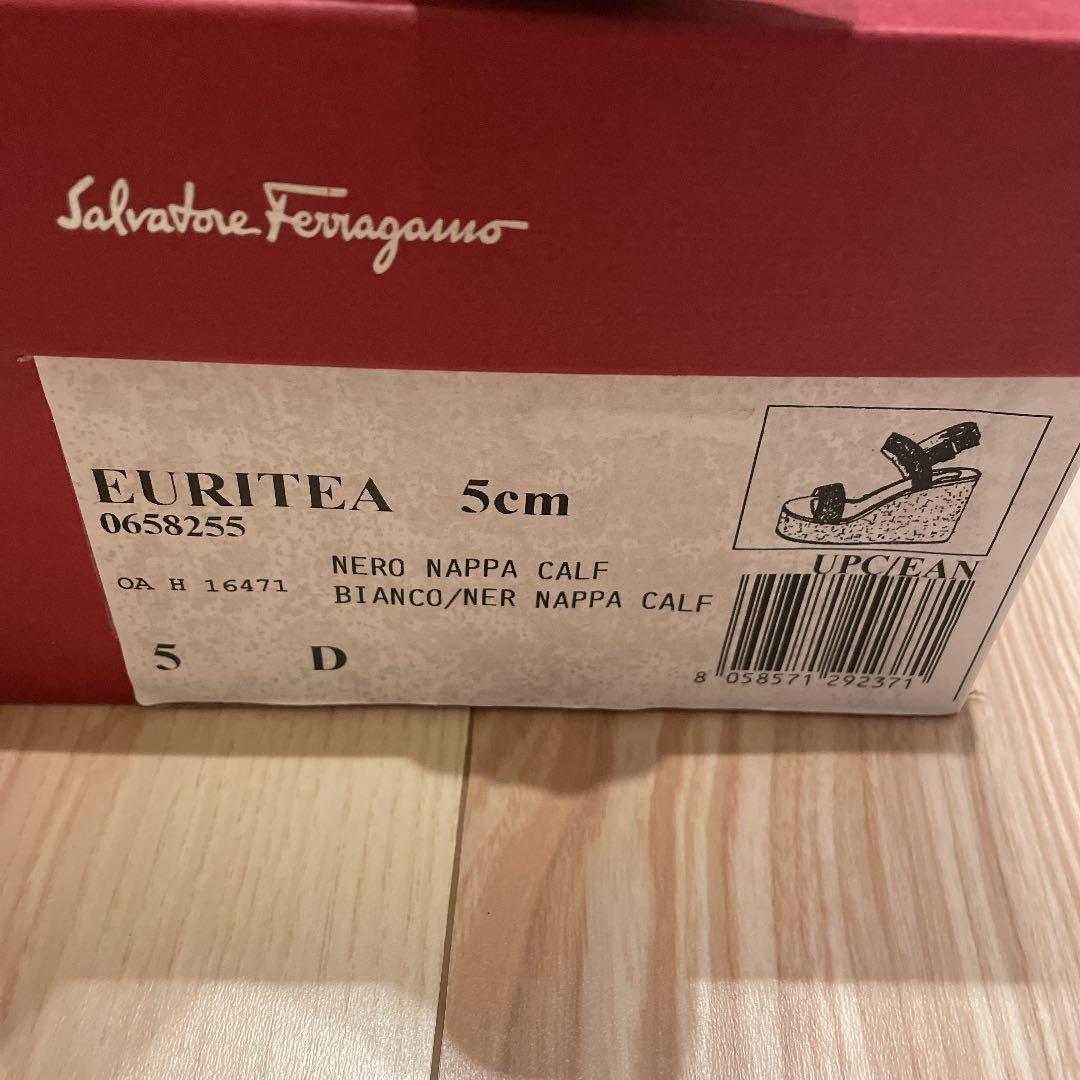 Salvatore Ferragamo
EURITEA 5cm
0658255
NERO NAPPA CALF
OA H 16471
BIANCO/NER NAPPA CALF
5 D
UPC/EAN
8 058571 292371